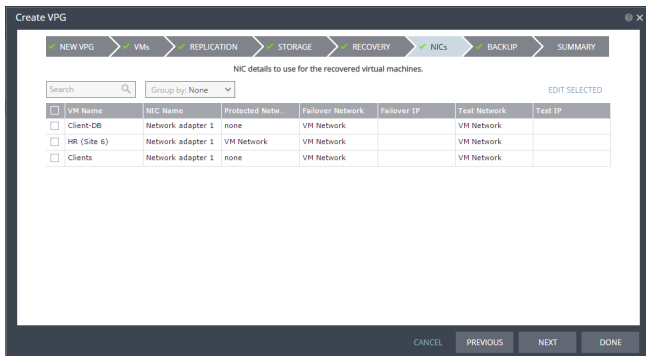 Create VPG
NEW VPG VMs REPLICATION STORAGE RECOVERY NICs BACKUP SUMMARY
NIC details to use for the recovered virtual machines.
Search Group by: None EDIT SELECTED
VM Name NIC Name Protected Netw... Failover Network Failover IP Test Network Test IP
Client-DB Network adapter 1 none VM Network VM Network
HR (Site 6) Network adapter 1 VM Network VM Network VM Network
Clients Network adapter 1 none VM Network VM Network
CANCEL PREVIOUS NEXT DONE